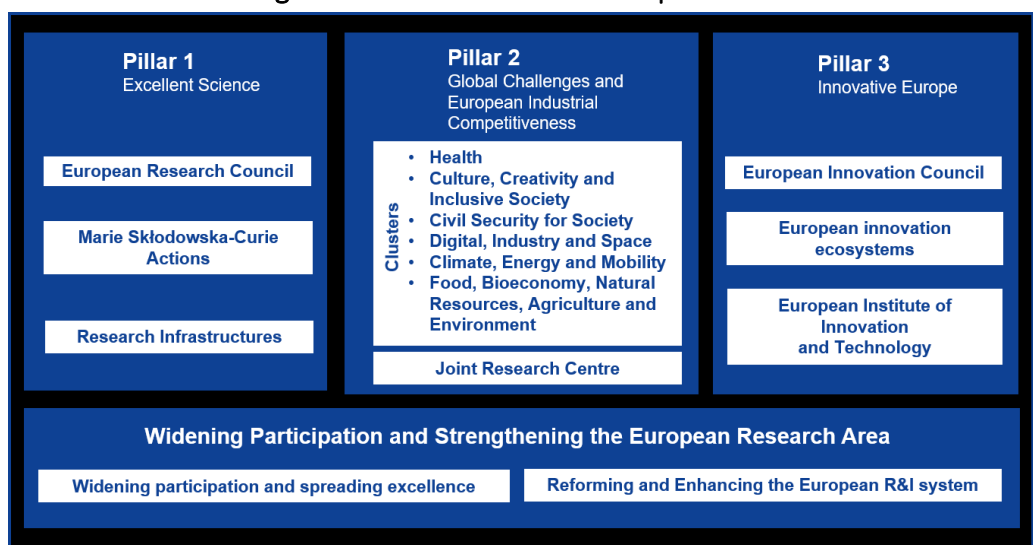 Pillar 1
Excellent Science
European Research Council
Marie Skłodowska-Curie
Actions
Research Infrastructures
Pillar 2
Global Challenges and
European Industrial
Competitiveness
Clusters
• Health
• Culture, Creativity and
Inclusive Society
• Civil Security for Society
• Digital, Industry and Space
• Climate, Energy and Mobility
• Food, Bioeconomy, Natural
Resources, Agriculture and
Environment
Joint Research Centre
Pillar 3
Innovative Europe
European Innovation Council
European innovation
ecosystems
European Institute of
Innovation
and Technology
Widening Participation and Strengthening the European Research Area
Widening participation and spreading excellence
Reforming and Enhancing the European R&I system